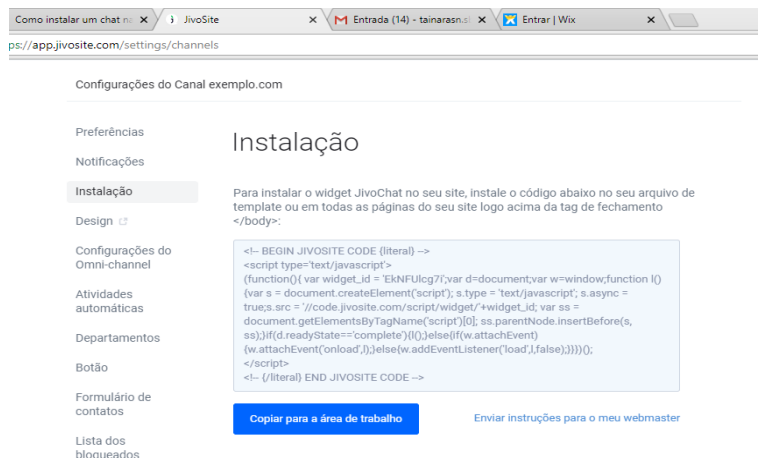 Como instalar um chat na
JivoSite
Entrada (14) - tainarasn.s
Entrar | Wix
ps://app.jivosite.com/settings/channels
Configurações do Canal exemplo.com
Preferências
Notificações
Instalação
Design
Configurações do
Omni-channel
Atividades
automáticas
Departamentos
Botão
Formulário de
contatos
Lista dos
bloqueados
Instalação
Para instalar o widget JivoChat no seu site, instale o código abaixo no seu arquivo de
template ou em todas as páginas do seu site logo acima da tag de fechamento
</body>:
<!-- BEGIN JIVOSITE CODE {literal} -->
<script type='text/javascript'>
(function(){ var widget_id = 'EkNFUlcg7i';var d=document;var w=window;function l()
{var s = document.createElement('script'); s.type = 'text/javascript'; s.async =
true;s.src = '//code.jivosite.com/script/widget/'+widget_id; var ss =
document.getElementsByTagName('script')[0]; ss.parentNode.insertBefore(s,
ss);}if(d.readyState=='complete'){l();}else{if(w.attachEvent)
{w.attachEvent('onload',l);}else{w.addEventListener('load',l,false);}}})();
</script>
<!-- {/literal} END JIVOSITE CODE -->
Copiar para a área de trabalho
Enviar instruções para o meu webmaster